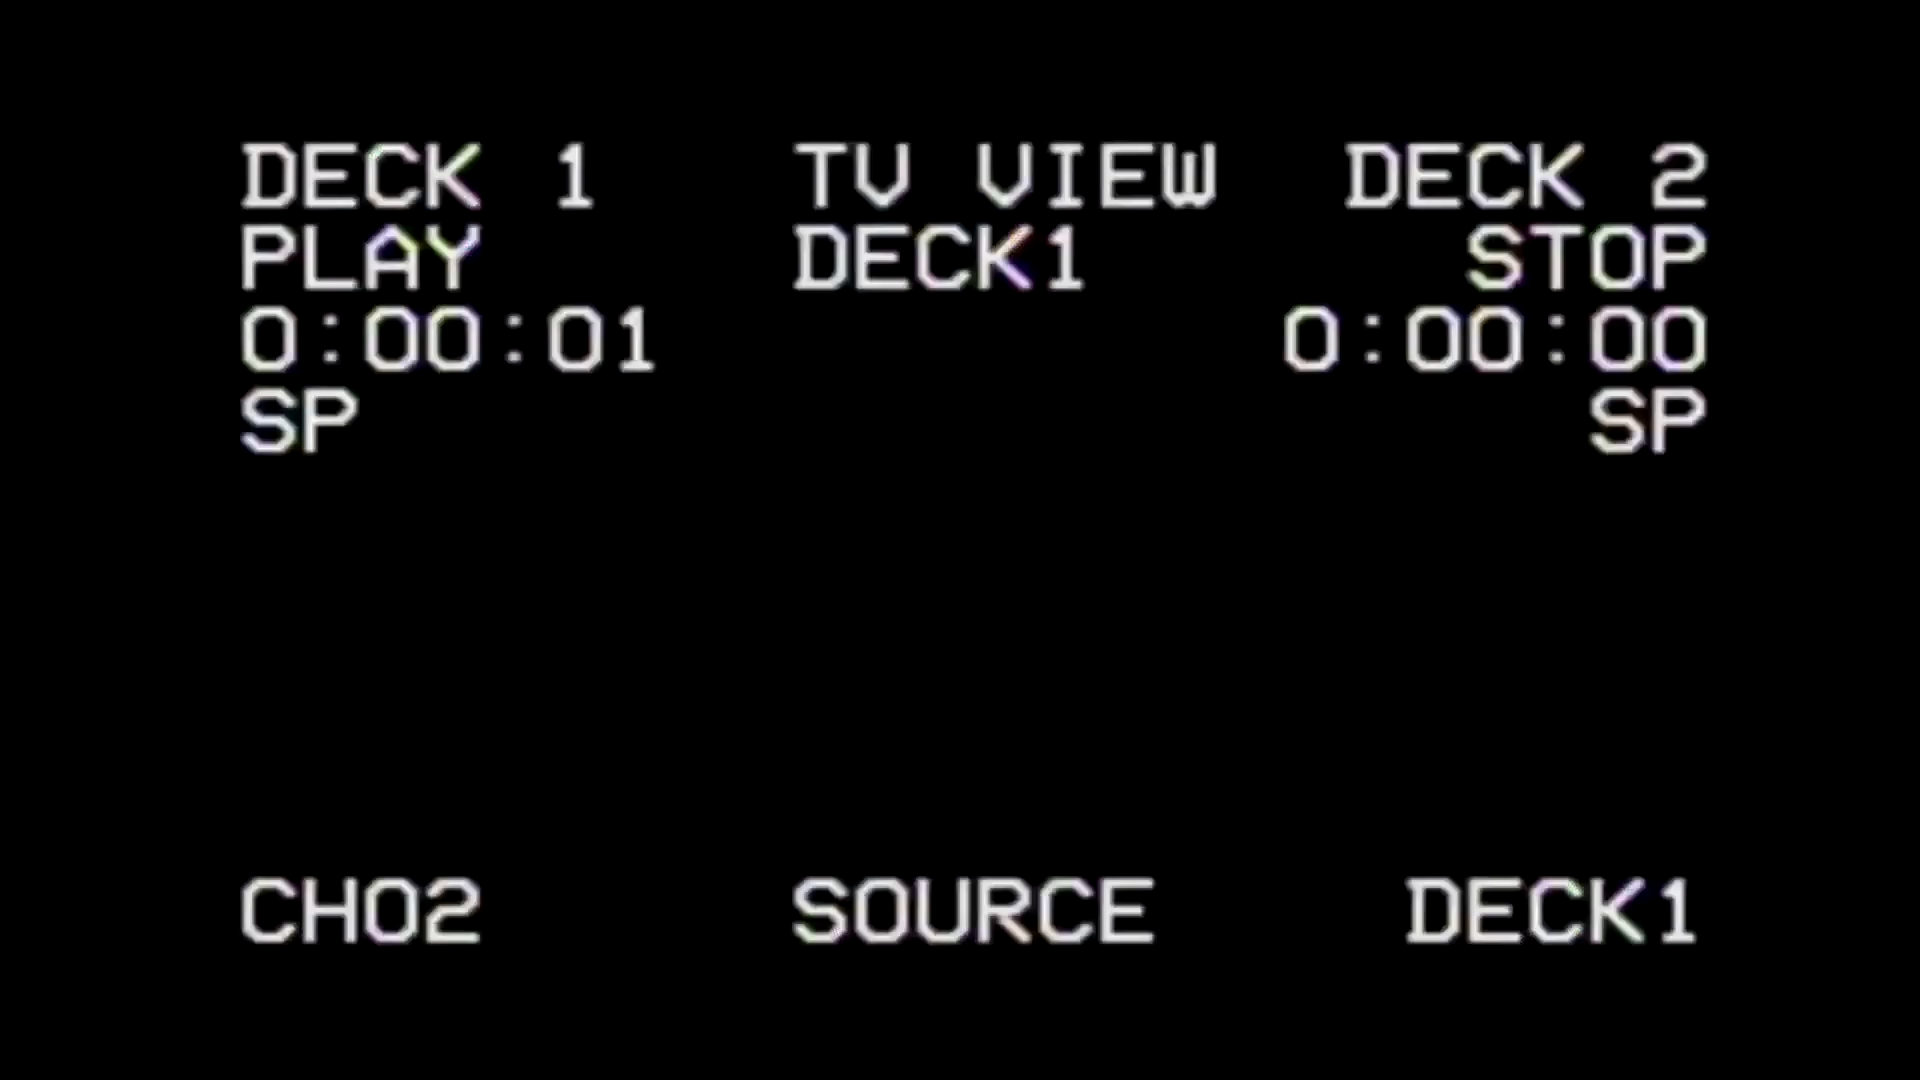 DECK 1 TV VIEW DECK 2
PLAY DECK1 STOP
0:00:01 0:00:00
SP SP
CH02 SOURCE DECK1